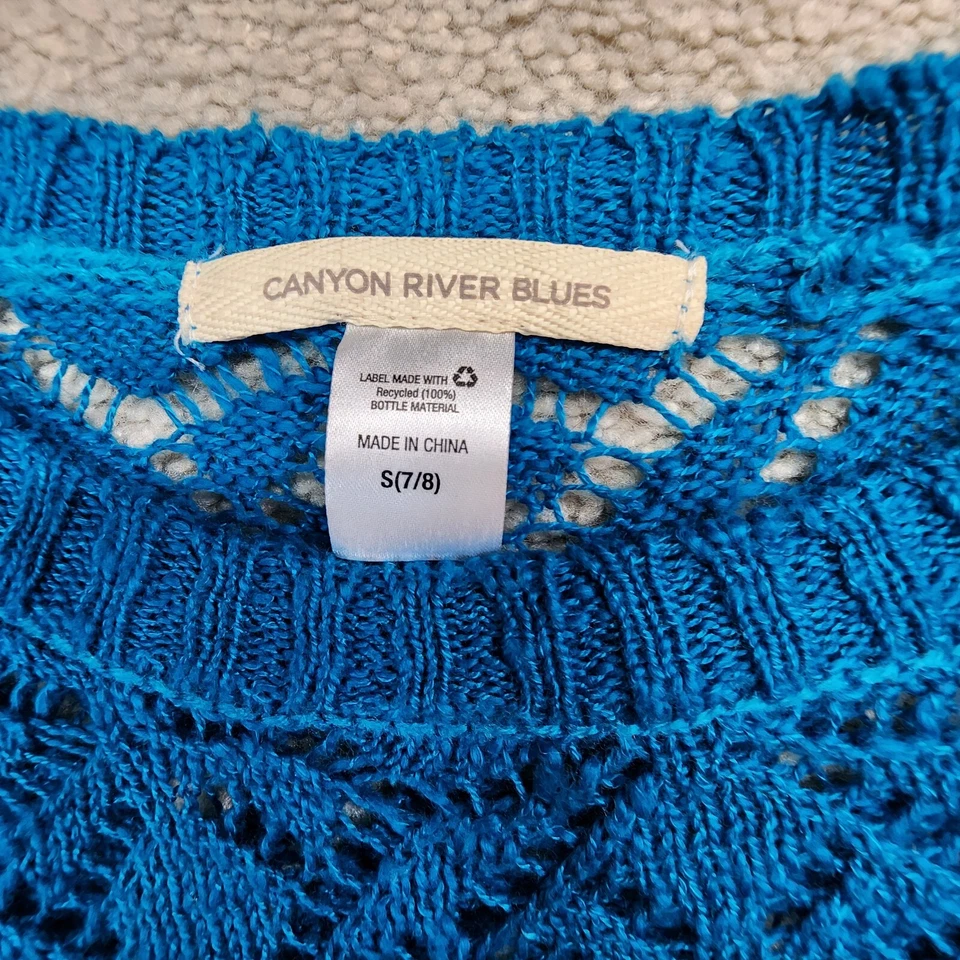 CANYON RIVER BLUES
LABEL MADE WITH
Recycled (100%)
BOTTLE MATERIAL
MADE IN CHINA
S(7/8)